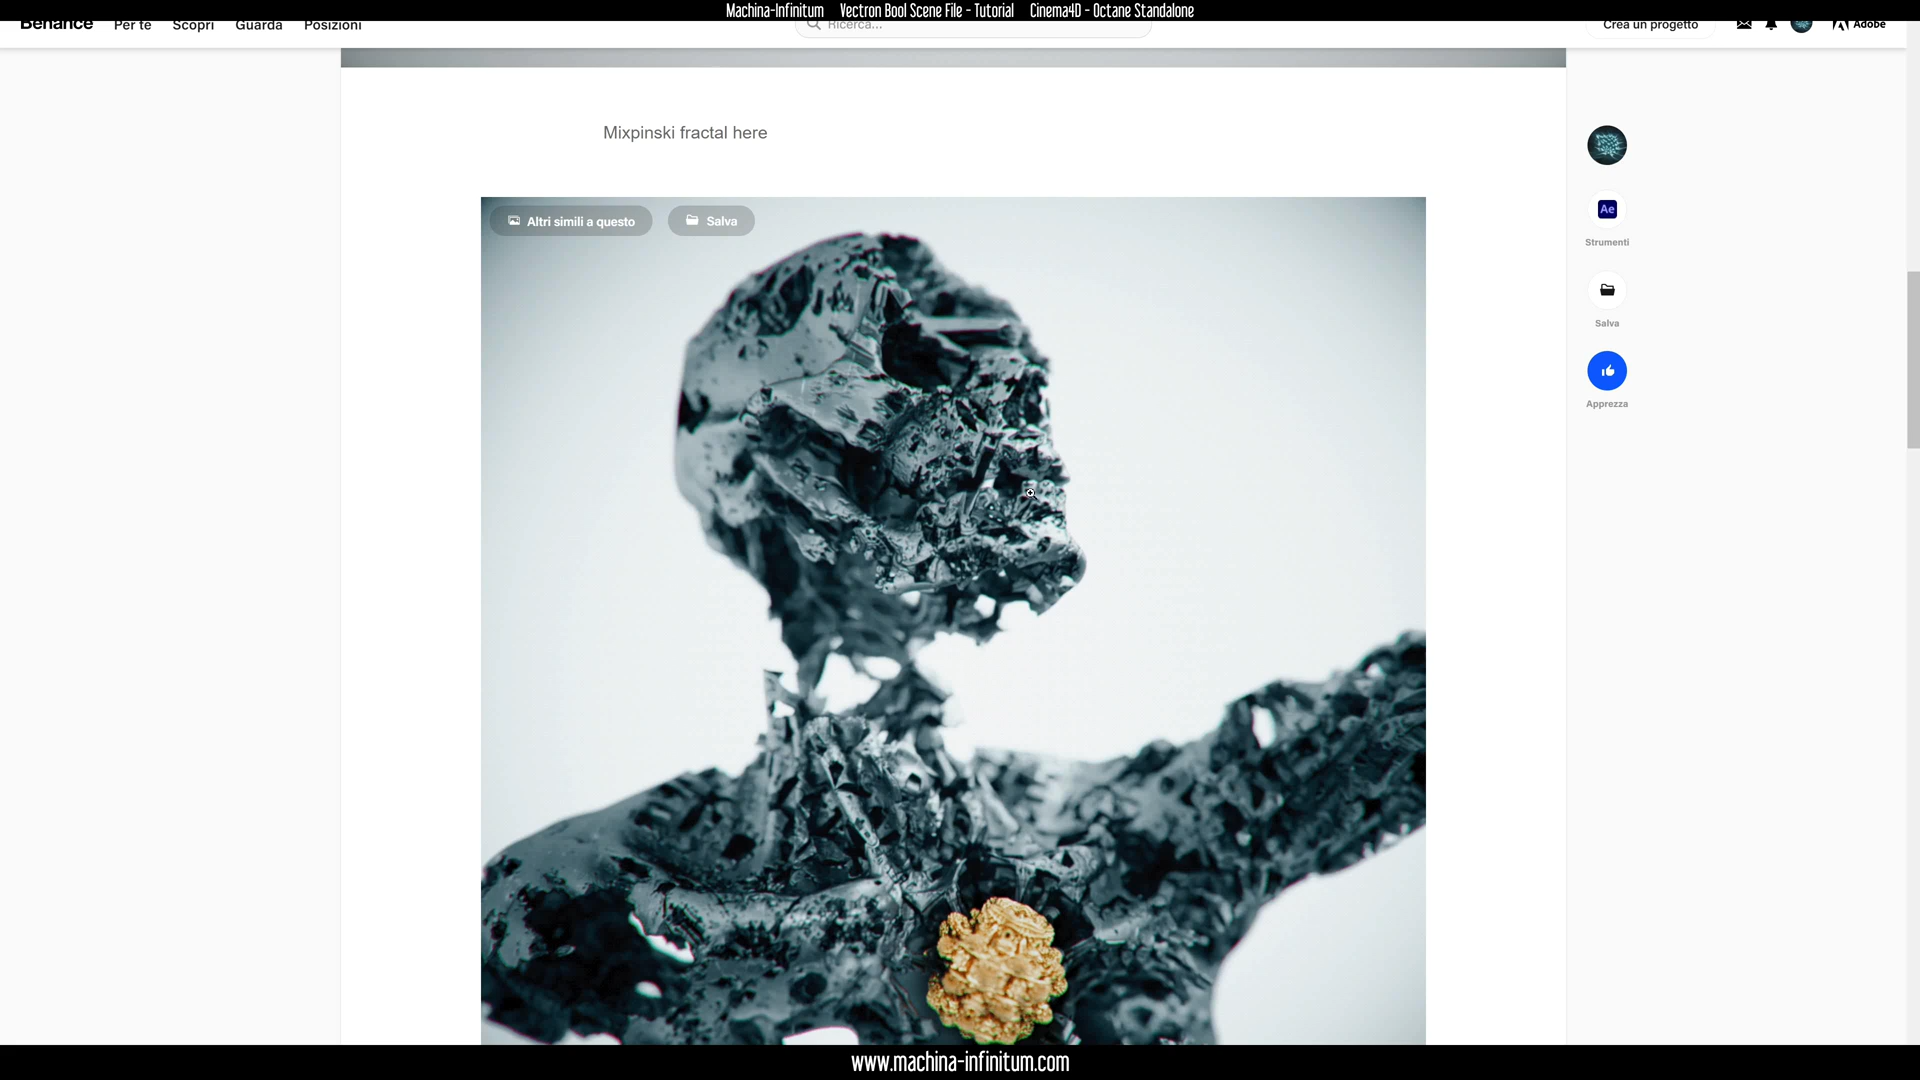 Machina-Infinitum Vectron Bool Scene File - Tutorial Cinema4D - Octane Standalone
Behance Per te Scopri Guarda Posizioni Ricerca... Crea un progetto Adobe
Mixpinski fractal here
Altri simili a questo Salva
Ae
Strumenti
Salva
Apprezza
www.machina-infinitum.com